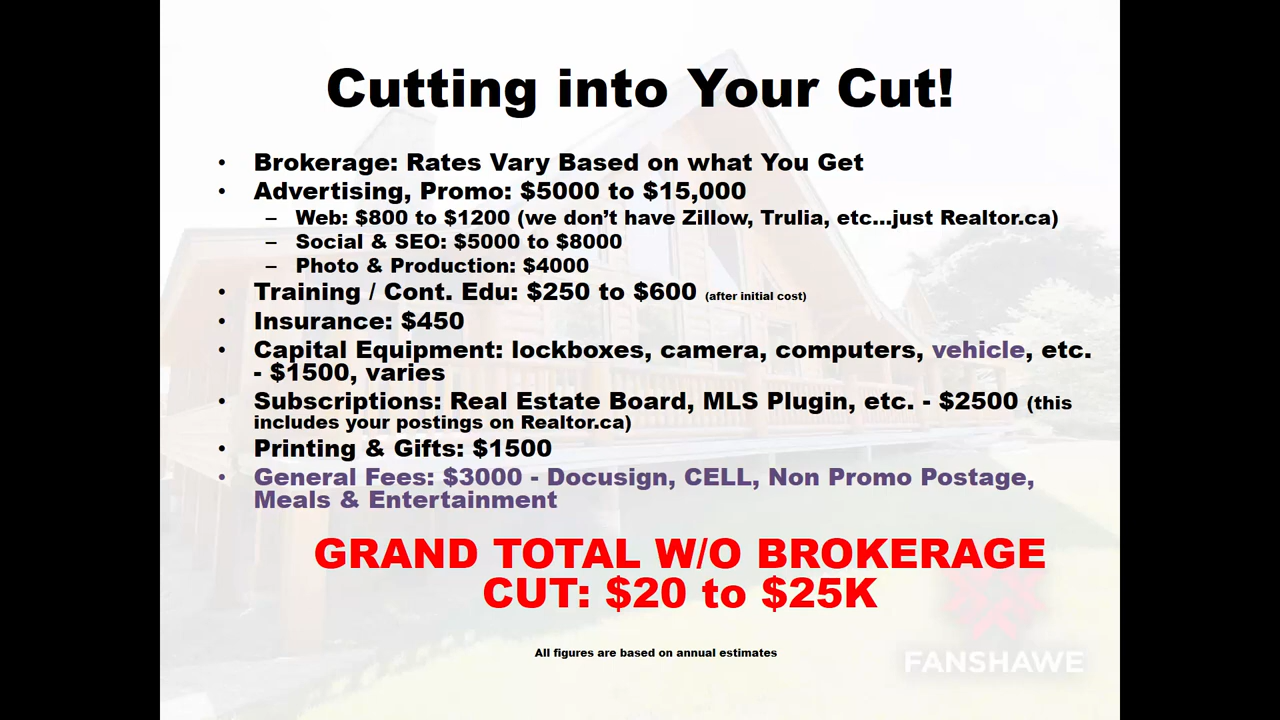 Cutting into Your Cut!
• Brokerage: Rates Vary Based on what You Get
• Advertising, Promo: $5000 to $15,000
– Web: $800 to $1200 (we don’t have Zillow, Trulia, etc...just Realtor.ca)
– Social & SEO: $5000 to $8000
– Photo & Production: $4000
• Training / Cont. Edu: $250 to $600 (after initial cost)
• Insurance: $450
• Capital Equipment: lockboxes, camera, computers, vehicle, etc.
- $1500, varies
• Subscriptions: Real Estate Board, MLS Plugin, etc. - $2500 (this
includes your postings on Realtor.ca)
• Printing & Gifts: $1500
• General Fees: $3000 - Docusign, CELL, Non Promo Postage,
Meals & Entertainment
GRAND TOTAL W/O BROKERAGE
CUT: $20 to $25K
All figures are based on annual estimates
FANSHAWE